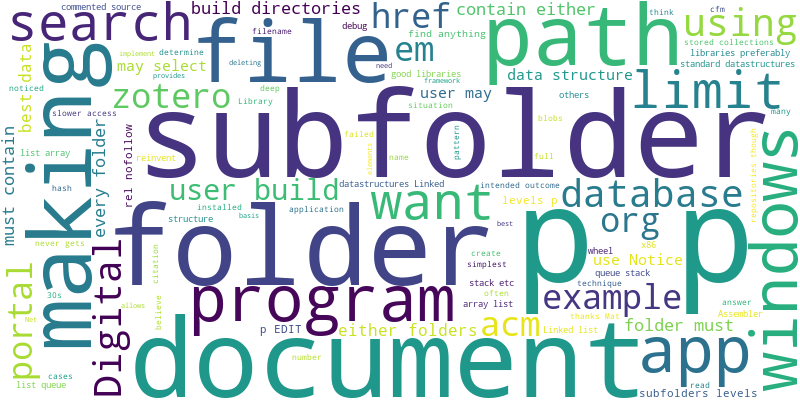 commented source
build directories
cfm
search
filename
debug
href
contain either
think
path
using
file
em
find anything
stored collections
implement
determine
need
libraries preferably
noticed
may select
provides
deleting
good libraries
framework
data structure
standard datastructures
best data
making
zotero
Library
deep
user may
limit
hash
subfolder
situation
others
many
slower access
blobs
must contain
every folder
rel nofollow
list array
reinvent
failed
elements
name
pattern
full
repositories though
windows
user build
datastructures Linked
intended outcome
database
want
levels p
structure
installed
basis
application
folder
org
p p
never gets
x86
create
wheel
use Notice
simplest
queue stack
technique
portal
Digital
citation
believe
30s
program
stack etc
often
array list
example
allows
best
answer
Net
p EDIT
either folders
acm
thanks Mat
Assembler
Linked list
folder must
document
number
app
cases
list queue
read
subfolders levels